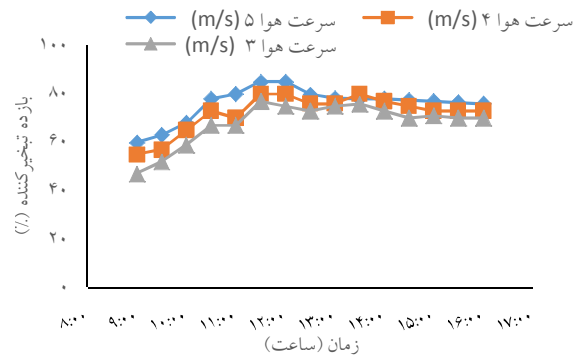 سرعت هوا ۵ (m/s) سرعت هوا ۴ (m/s)
سرعت هوا ۳ (m/s)
۱۰۰
۸۰
۶۰
۴۰
۲۰
۰
بازده تبخیرکننده (٪)
۸:۰۰ ۹:۰۰ ۱۰:۰۰ ۱۱:۰۰ ۱۲:۰۰ ۱۳:۰۰ ۱۴:۰۰ ۱۵:۰۰ ۱۶:۰۰ ۱۷:۰۰
زمان (ساعت)